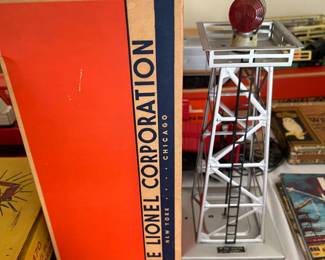 E LIONEL CORPORATION
NEW YORK . . . . CHICAGO